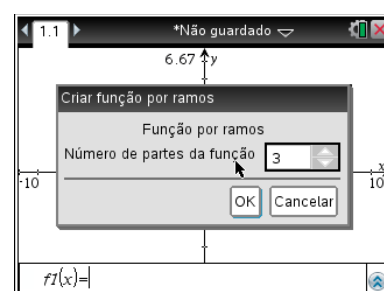 1.1 *Não guardado
6.67 y
Criar função por ramos
Função por ramos
Número de partes da função 3
-10 x
10
OK Cancelar
f1(x)=